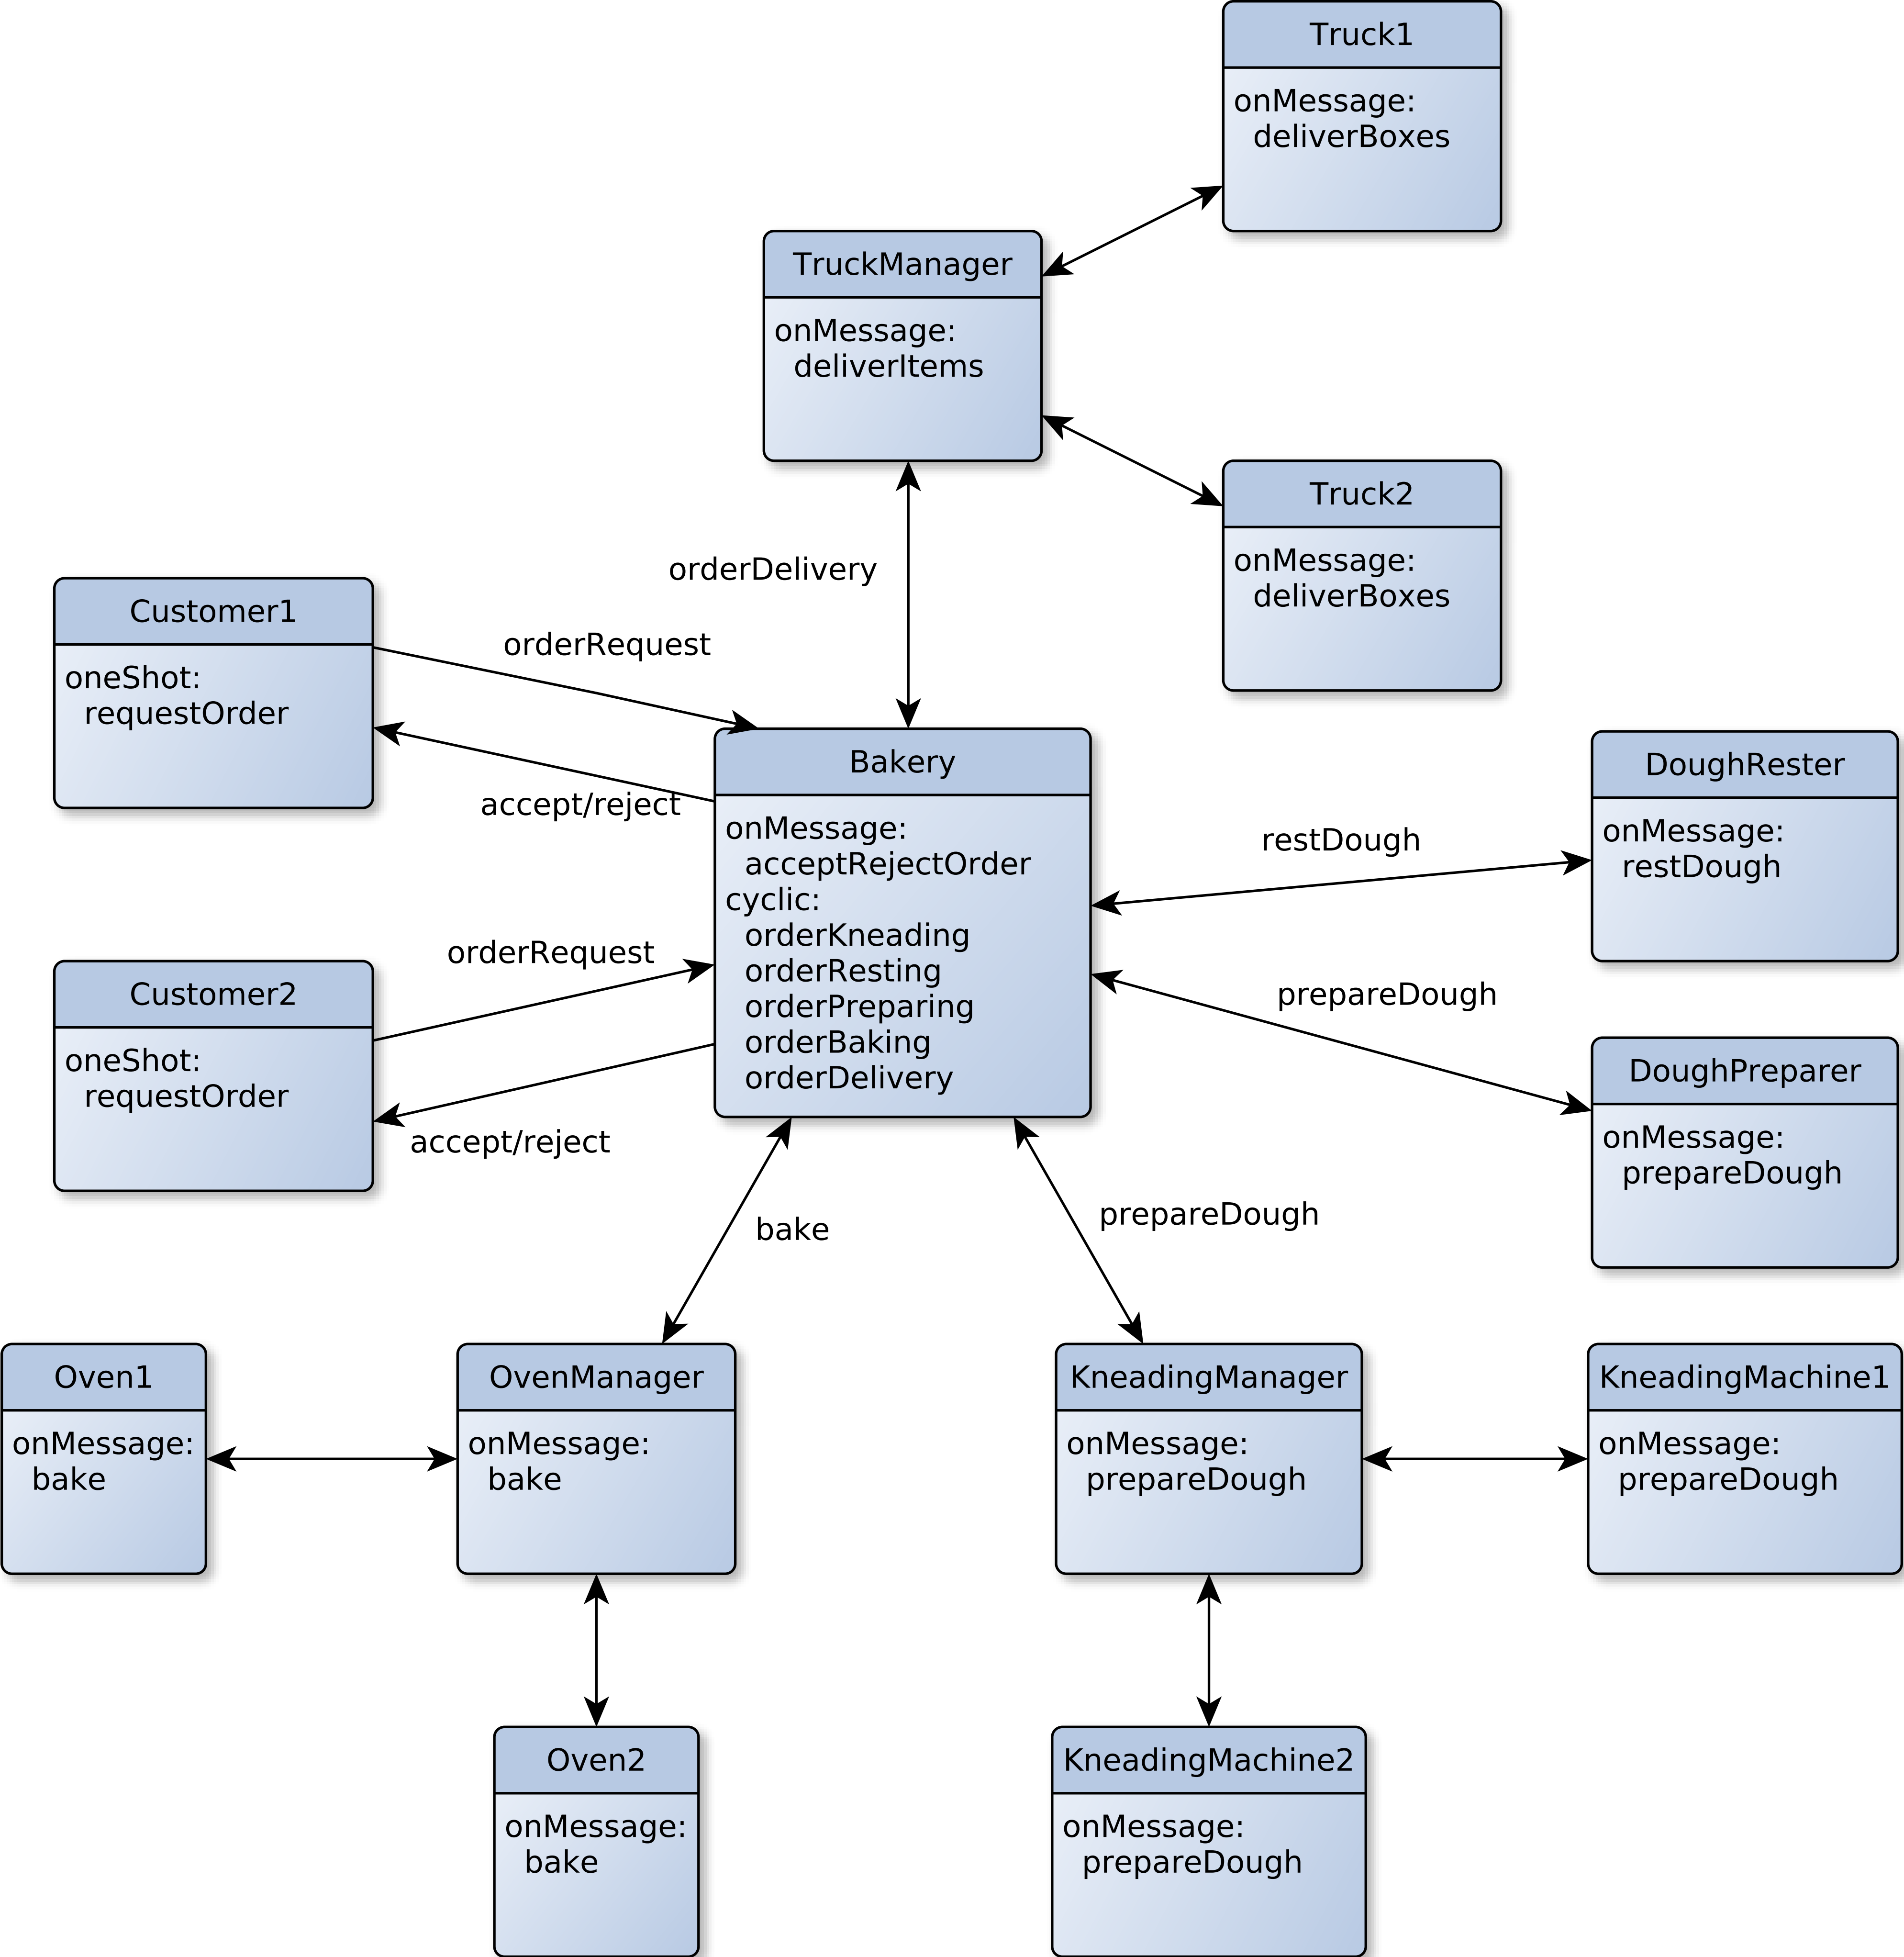 Truck1
onMessage:
deliverBoxes
TruckManager
onMessage:
deliverItems
Truck2
onMessage:
deliverBoxes
orderDelivery
Customer1
oneShot:
requestOrder
orderRequest
accept/reject
Bakery
onMessage:
acceptRejectOrder
cyclic:
orderKneading
orderResting
orderPreparing
orderBaking
orderDelivery
restDough
DoughRester
onMessage:
restDough
Customer2
oneShot:
requestOrder
orderRequest
accept/reject
prepareDough
DoughPreparer
onMessage:
prepareDough
bake
prepareDough
Oven1
onMessage:
bake
OvenManager
onMessage:
bake
KneadingManager
onMessage:
prepareDough
KneadingMachine1
onMessage:
prepareDough
Oven2
onMessage:
bake
KneadingMachine2
onMessage:
prepareDough